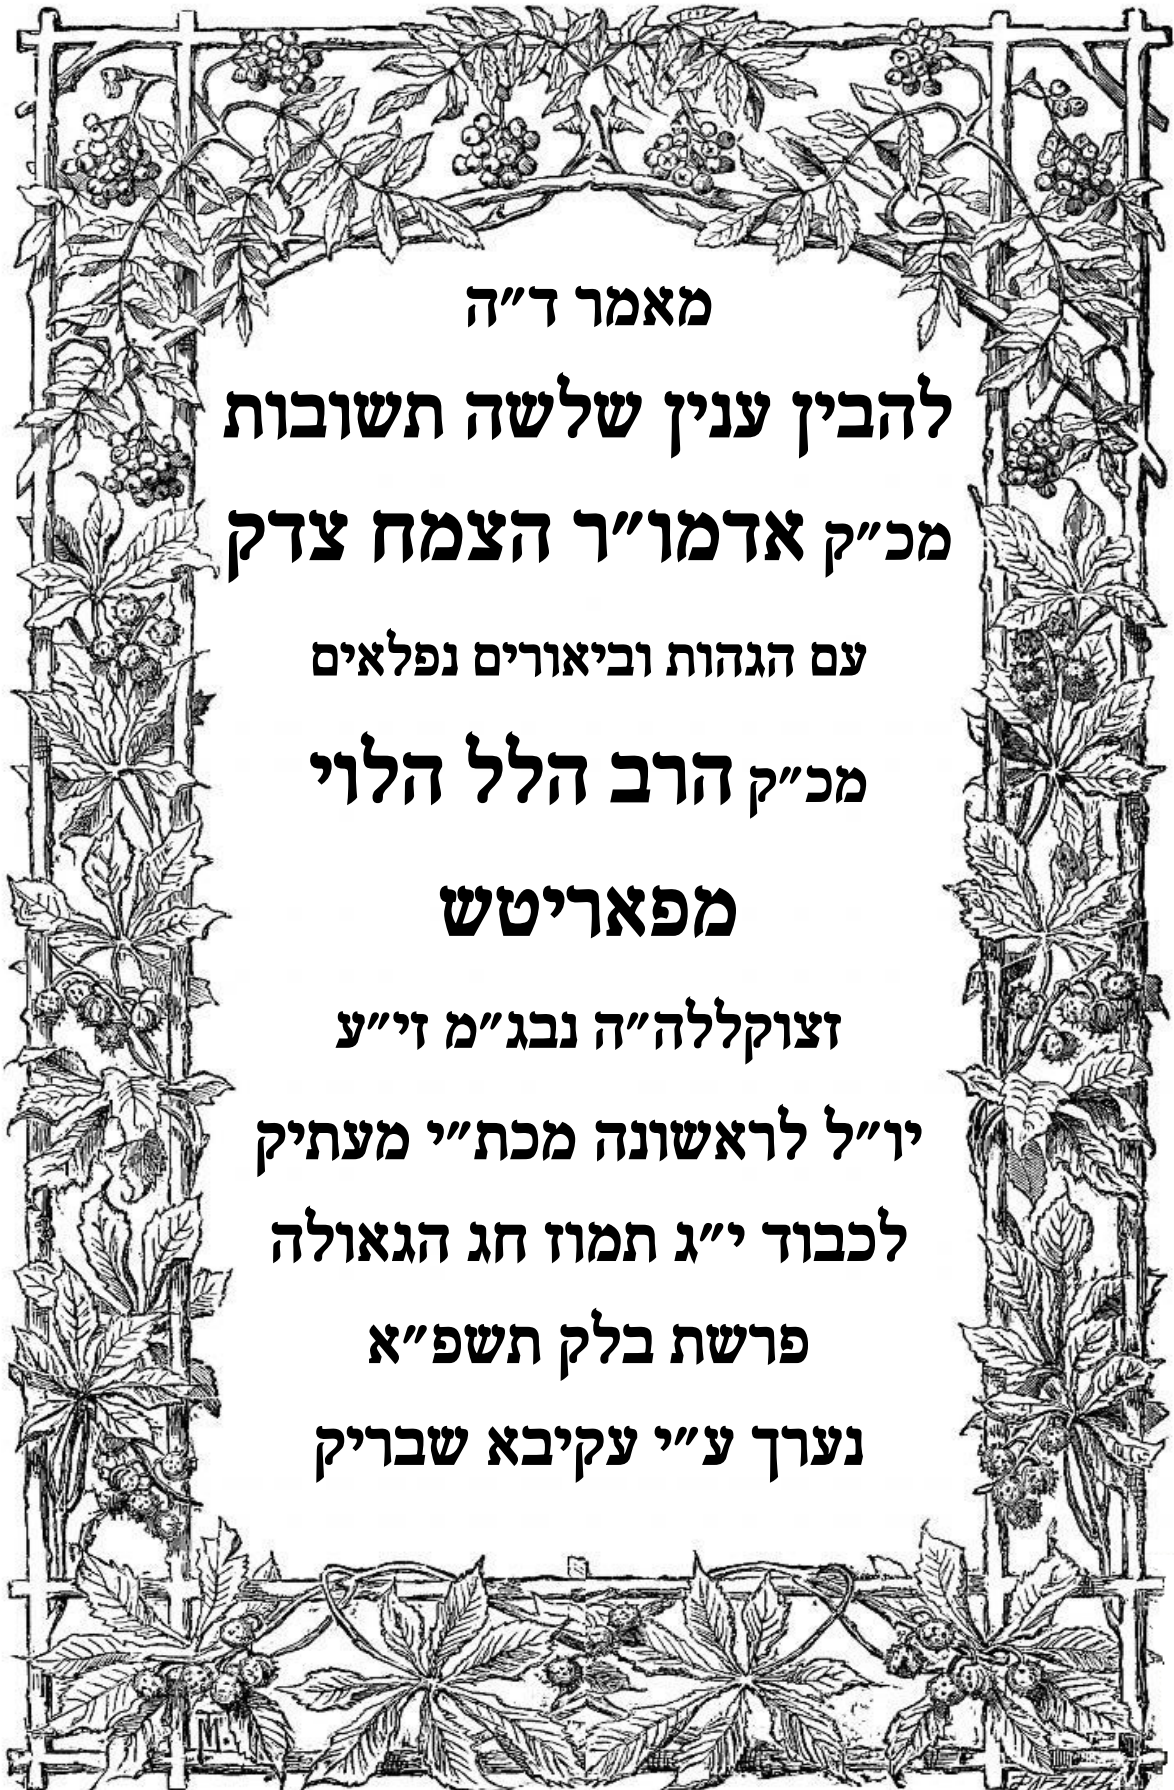 מאמר ד״ה
להבין ענין שלשה תשובות
מכ״ק אדמו״ר הצמח צדק
עם הגהות וביאורים נפלאים
מכ״ק הרב הלל הלוי
מפאריטש
זצוקללה״ה נבג״מ זי״ע
יו״ל לראשונה מכת״י מעתיק
לכבוד י״ג תמוז חג הגאולה
פרשת בלק תשפ״א
נערך ע״י עקיבא שבריק
M.